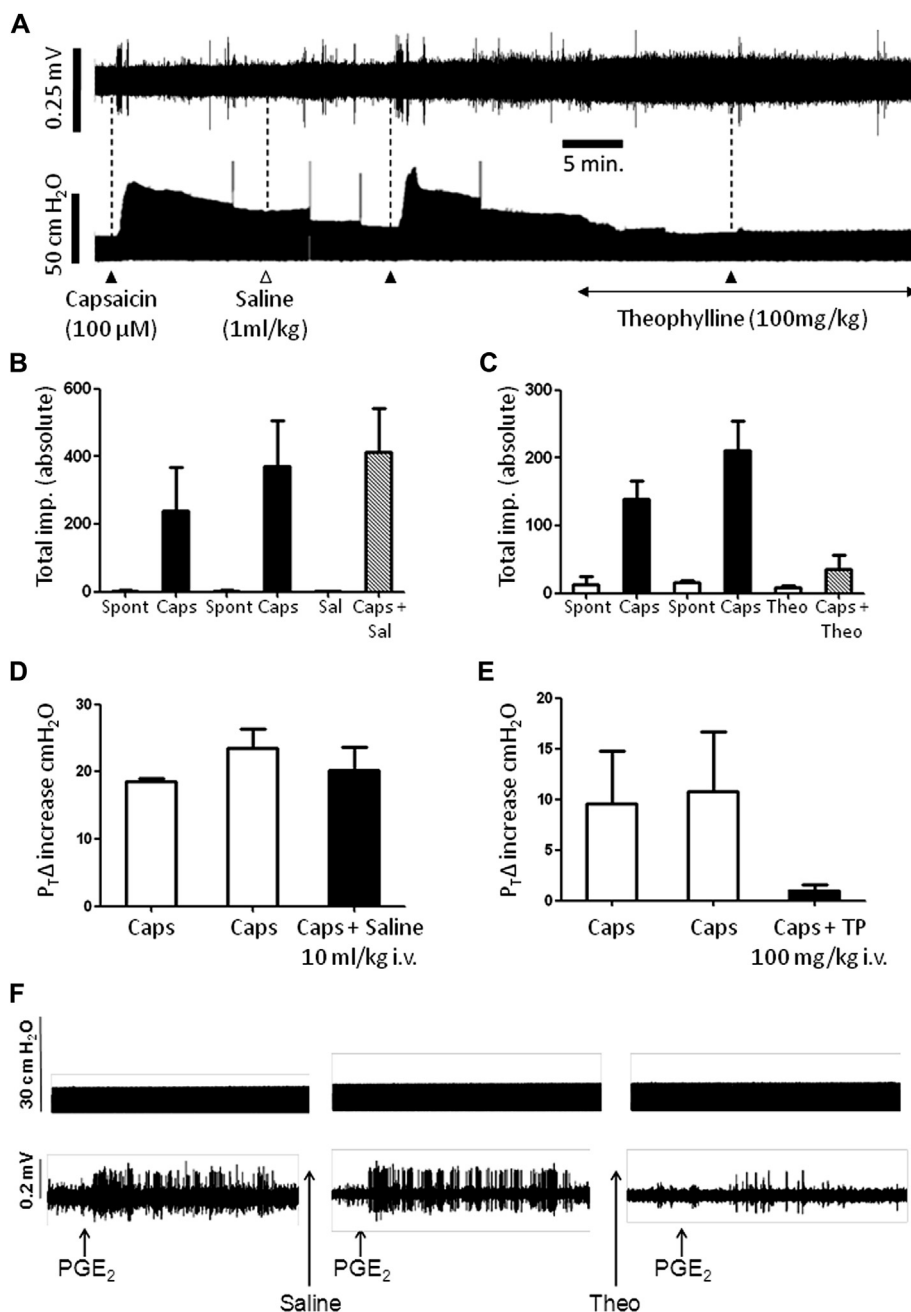 A
0.25 mV
5 min.
50 cm H₂O
Capsaicin
(100 µM)
Saline
(1ml/kg)
Theophylline (100mg/kg)
B
Total imp. (absolute)
600
400
200
0
Spont Caps Spont Caps Sal Caps +
Sal
C
Total imp. (absolute)
300
200
100
0
Spont Caps Spont Caps Theo Caps +
Theo
D
P_TΔ increase cmH₂O
30
20
10
0
Caps Caps Caps + Saline
10 ml/kg i.v.
E
P_TΔ increase cmH₂O
20
15
10
5
0
Caps Caps Caps + TP
100 mg/kg i.v.
F
30 cm H₂O
0.2 mV
PGE₂ PGE₂ PGE₂
Saline Theo